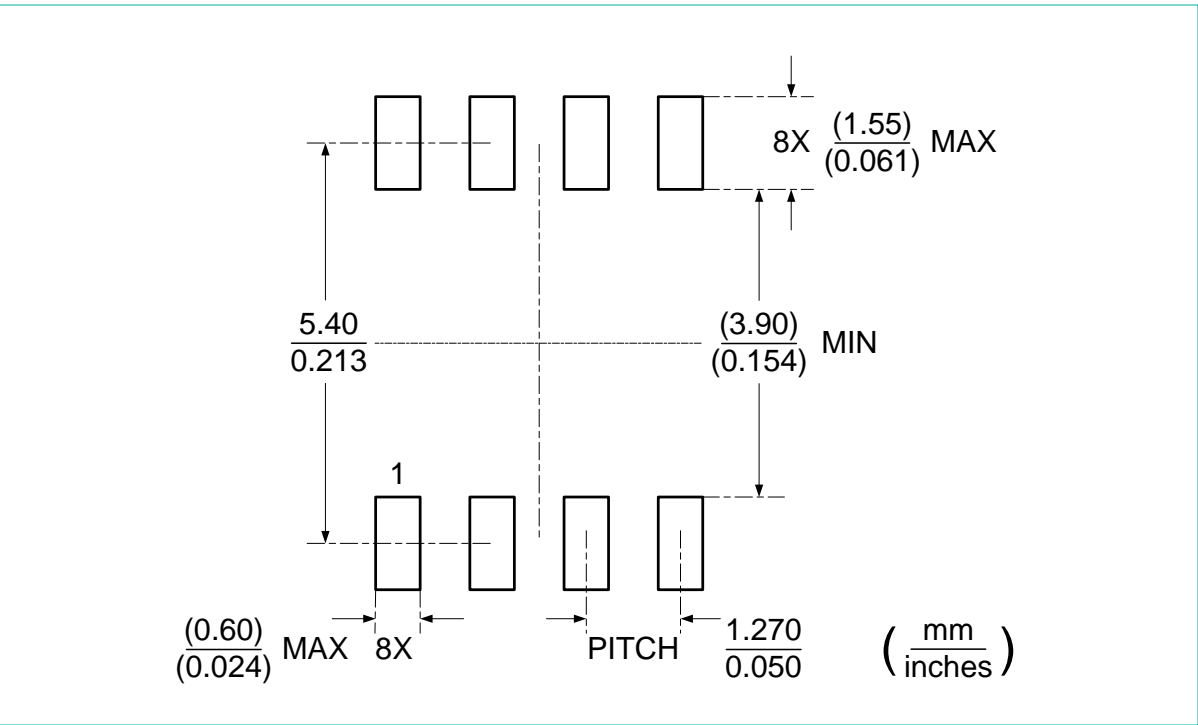 (1.55)
8X MAX
(0.061)
5.40
0.213
(3.90)
MIN
(0.154)
1
(0.60)
MAX 8X
(0.024)
PITCH
1.270
0.050
( mm
inches )